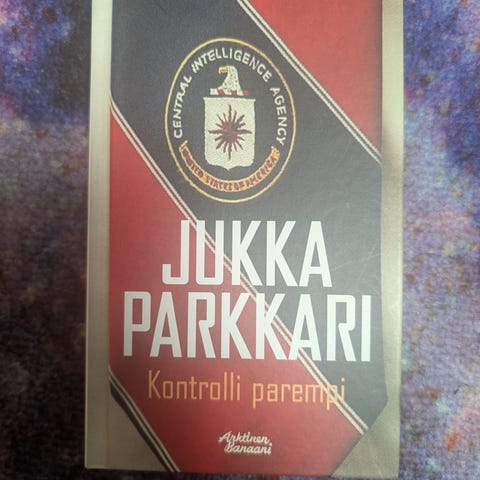 CENTRAL INTELLIGENCE AGENCY
UNITED STATES OF AMERICA
JUKKA
PARKKARI
Kontrolli parempi
Arktinen
Banaani